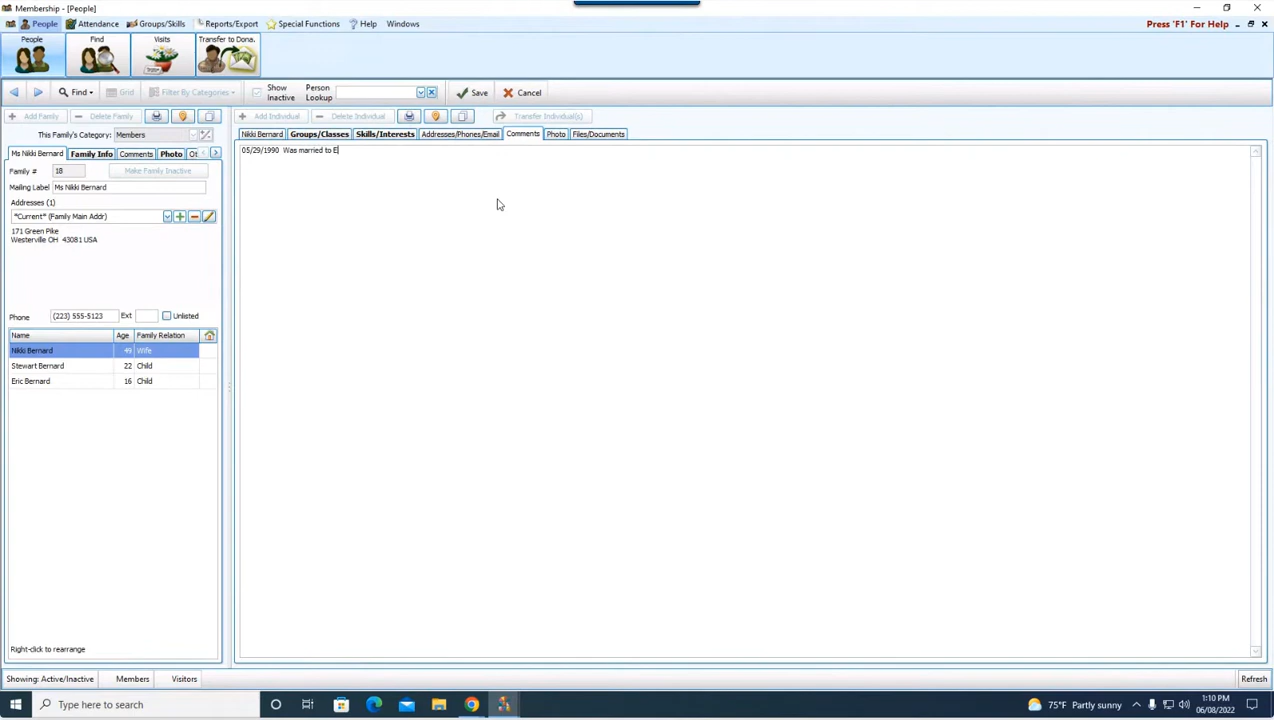 Membership - [People]
People Attendance Groups/Skills Reports/Export Special Functions Help Windows Press 'F1' For Help
People Find Visits Transfer to Dona.
Find Grid Filter By Categories Show Inactive Person Lookup Save Cancel
Add Family Delete Family Add Individual Delete Individual Transfer Individual(s)
This Family's Category: Members
Nikki Bernard Groups/Classes Skills/Interests Addresses/Phones/Email Comments Photo Files/Documents
05/29/1990 Was married to E
Ms Nikki Bernard Family Info Comments Photo Ot
Family # 18 Make Family Inactive
Mailing Label Ms Nikki Bernard
Addresses (1)
*Current* (Family Main Addr)
171 Green Pike
Westerville OH 43081 USA
Phone (223) 555-5123 Ext Unlisted
Name Age Family Relation
Nikki Bernard 49 Wife
Stewart Bernard 22 Child
Eric Bernard 16 Child
Right-click to rearrange
Showing: Active/Inactive Members Visitors Refresh
Type here to search 75°F Partly sunny 1:10 PM
06/08/2022